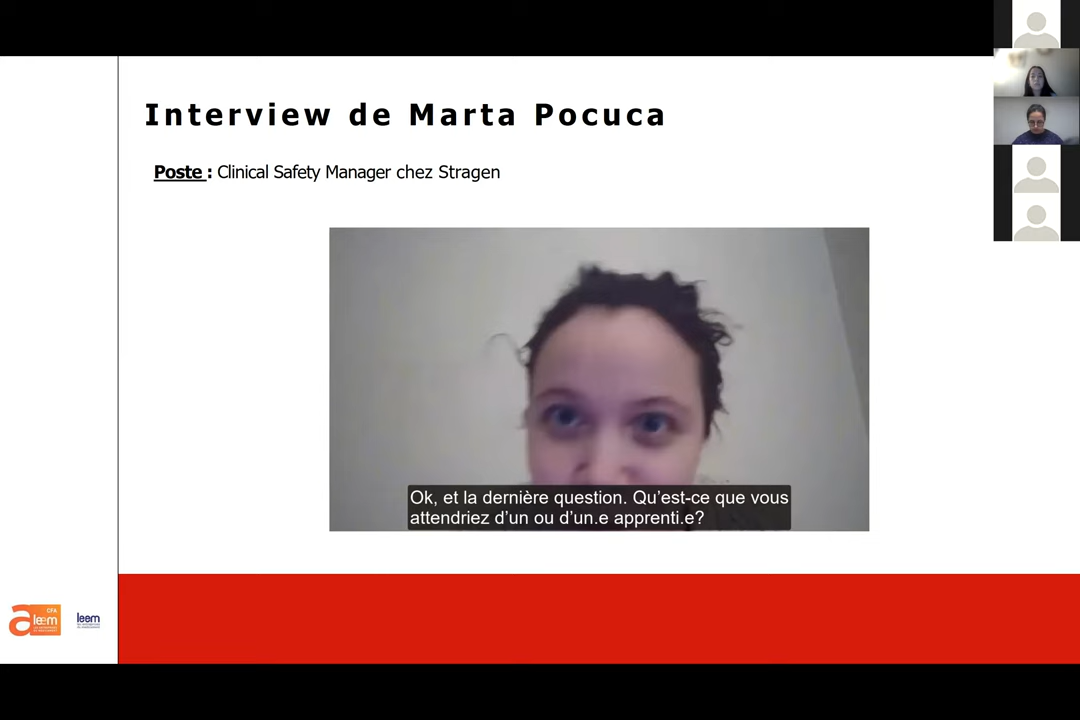 Interview de Marta Pocuca
Poste : Clinical Safety Manager chez Stragen
Ok, et la dernière question. Qu'est-ce que vous
attendriez d'un ou d'un.e apprenti.e?
CFA
leem
leem